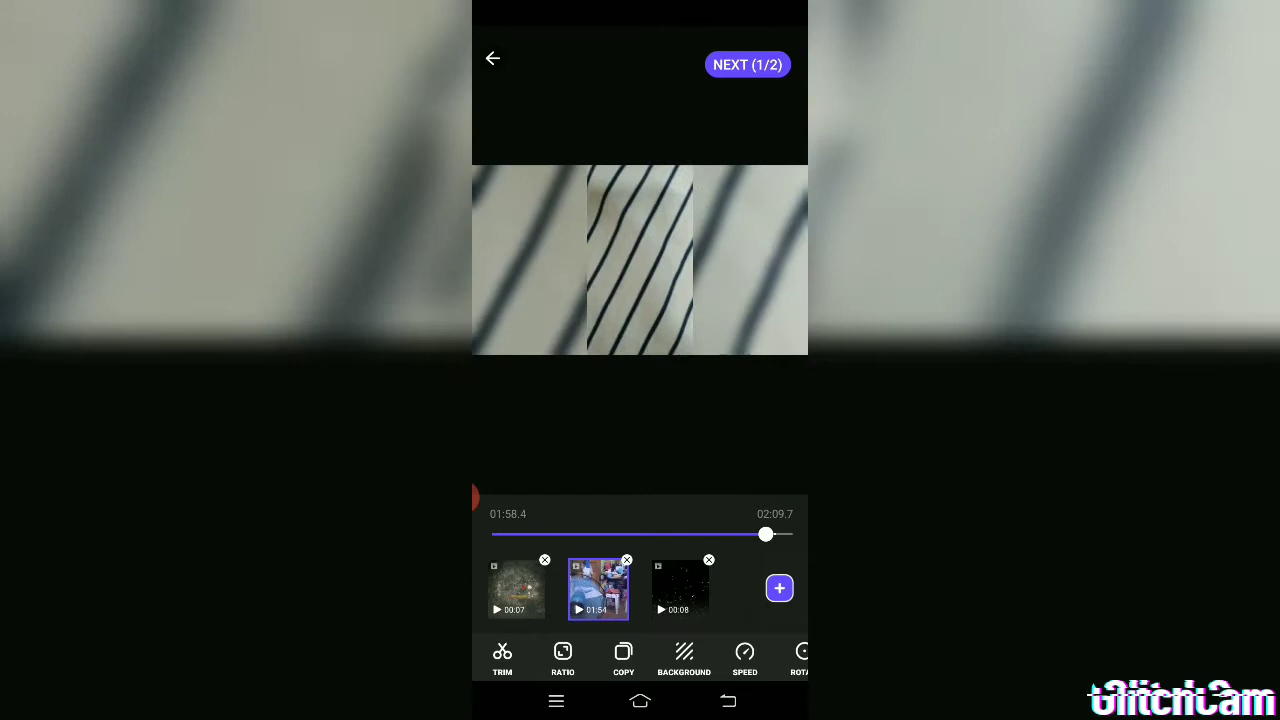 NEXT (1/2)
01:58.4
02:09.7
00:07
01:54
00:08
TRIM
RATIO
COPY
BACKGROUND
SPEED
ROTA
GlitchCam